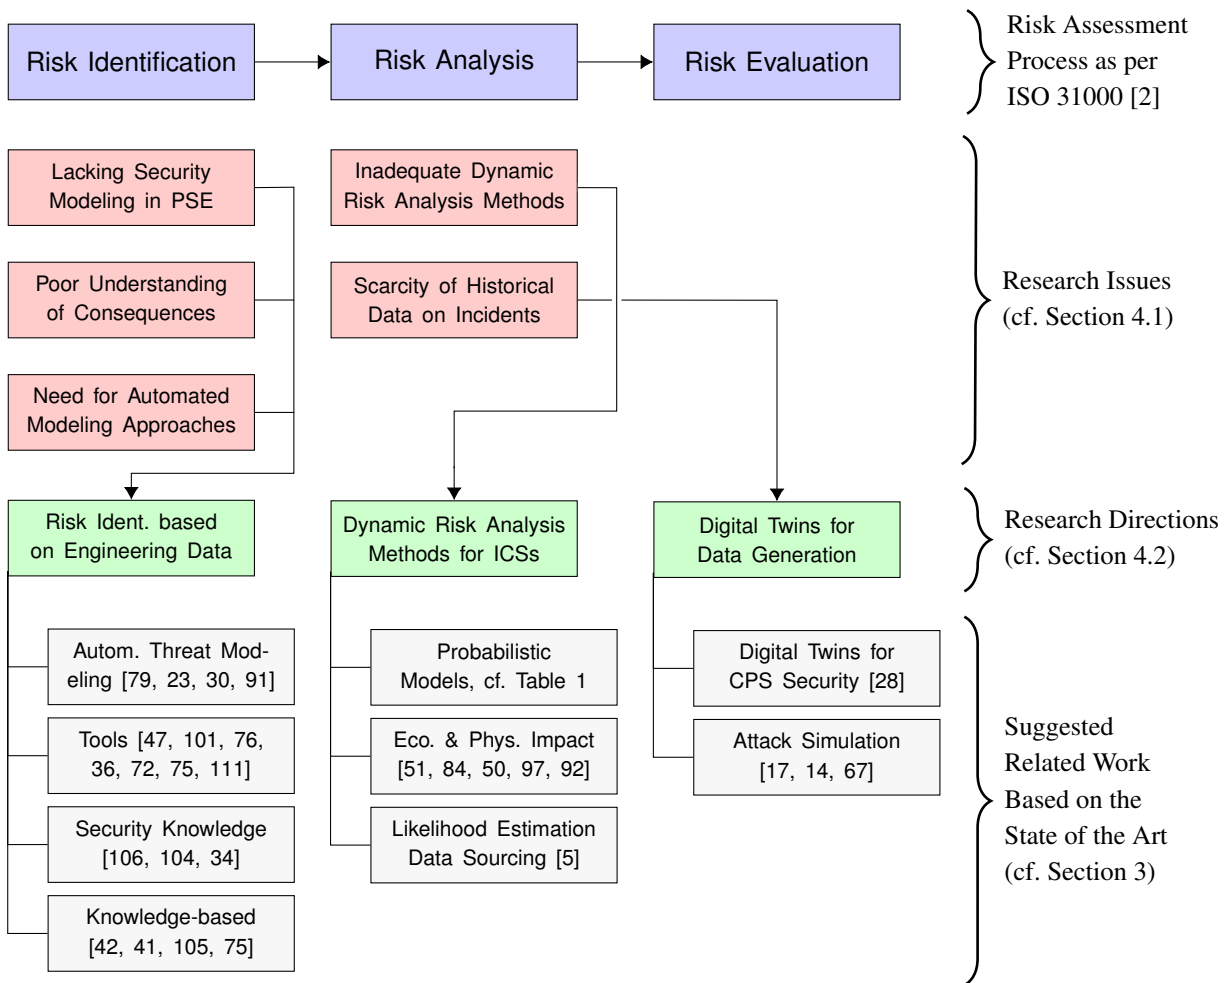 Risk Identification
Risk Analysis
Risk Evaluation
Risk Assessment
Process as per
ISO 31000 [2]
Lacking Security
Modeling in PSE
Inadequate Dynamic
Risk Analysis Methods
Poor Understanding
of Consequences
Scarcity of Historical
Data on Incidents
Need for Automated
Modeling Approaches
Research Issues
(cf. Section 4.1)
Risk Ident. based
on Engineering Data
Dynamic Risk Analysis
Methods for ICSs
Digital Twins for
Data Generation
Research Directions
(cf. Section 4.2)
Autom. Threat Mod-
eling [79, 23, 30, 91]
Tools [47, 101, 76,
36, 72, 75, 111]
Security Knowledge
[106, 104, 34]
Knowledge-based
[42, 41, 105, 75]
Probabilistic
Models, cf. Table 1
Eco. & Phys. Impact
[51, 84, 50, 97, 92]
Likelihood Estimation
Data Sourcing [5]
Digital Twins for
CPS Security [28]
Attack Simulation
[17, 14, 67]
Suggested
Related Work
Based on the
State of the Art
(cf. Section 3)